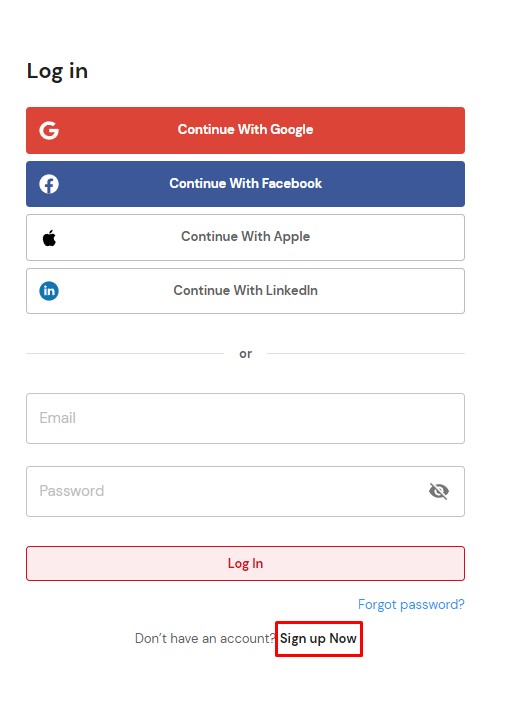 Log in
Continue With Google
Continue With Facebook
Continue With Apple
in Continue With LinkedIn
or
Email
Password
Log In
Forgot password?
Don’t have an account? Sign up Now